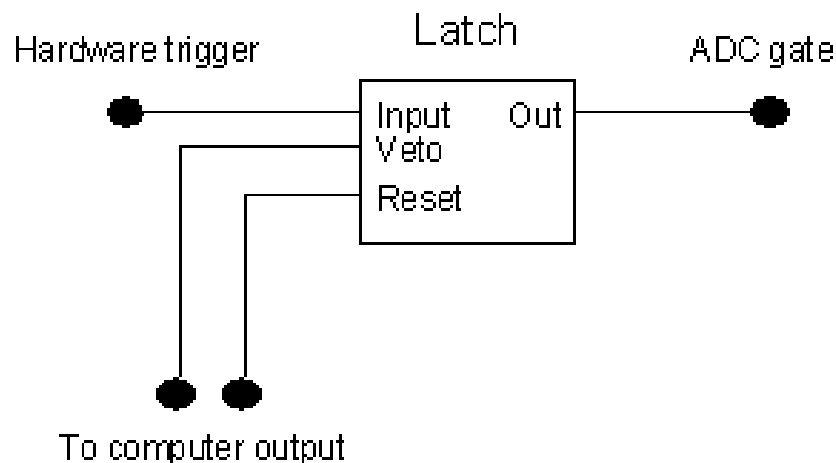 Latch
Hardware trigger
ADC gate
Input
Out
Veto
Reset
To computer output